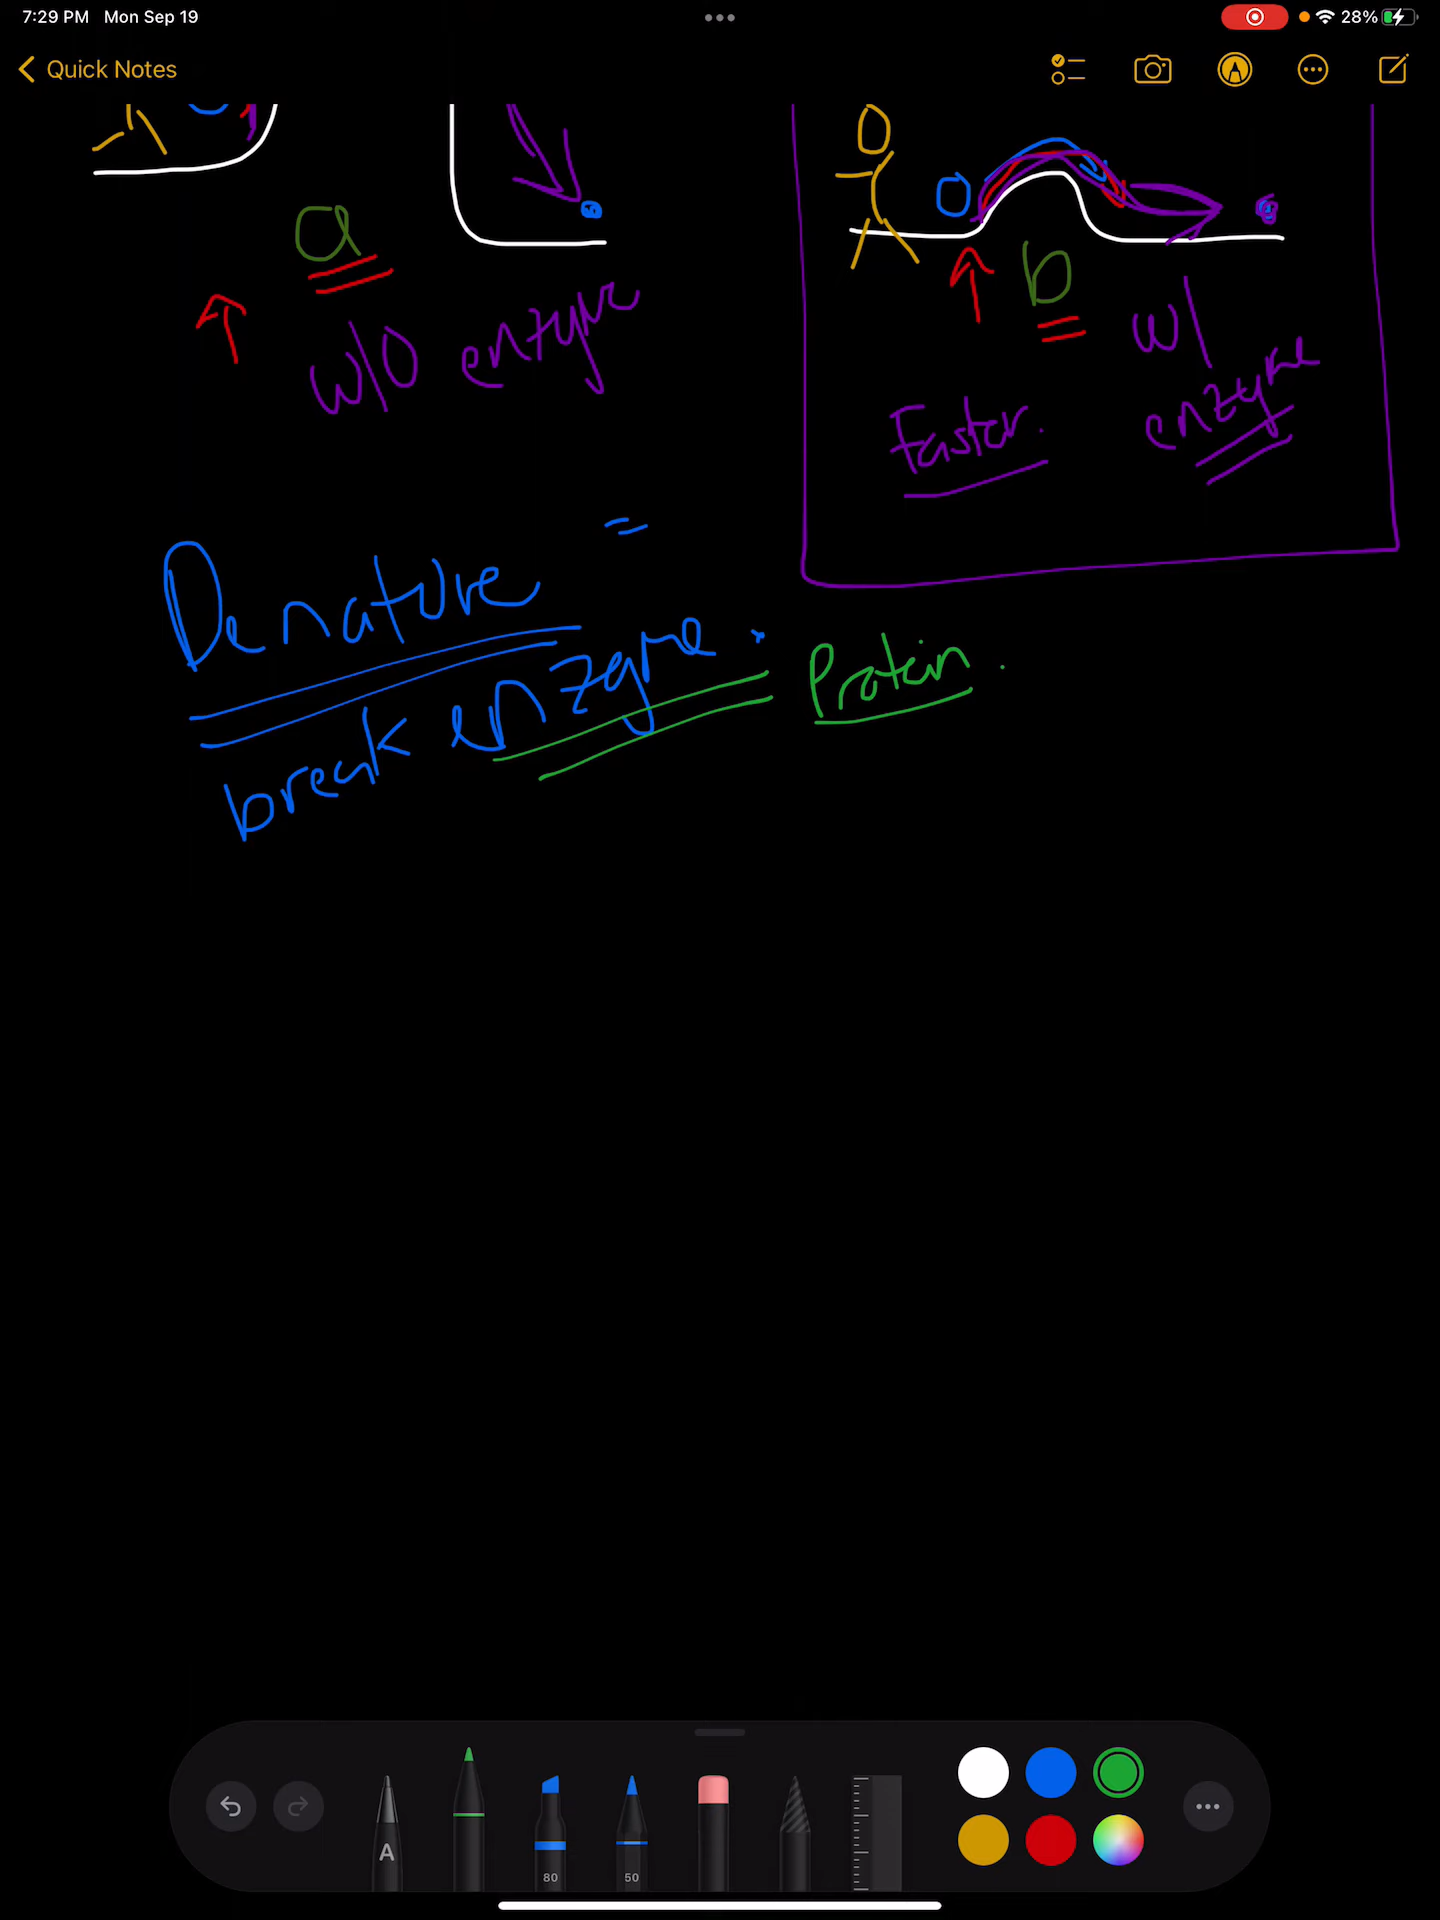 7:29 PM Mon Sep 19
28%
Quick Notes
a
w/o enzyme
b
w/
enzyme
Faster.
Denature =
break enzyme.
Protein.
A
80
50